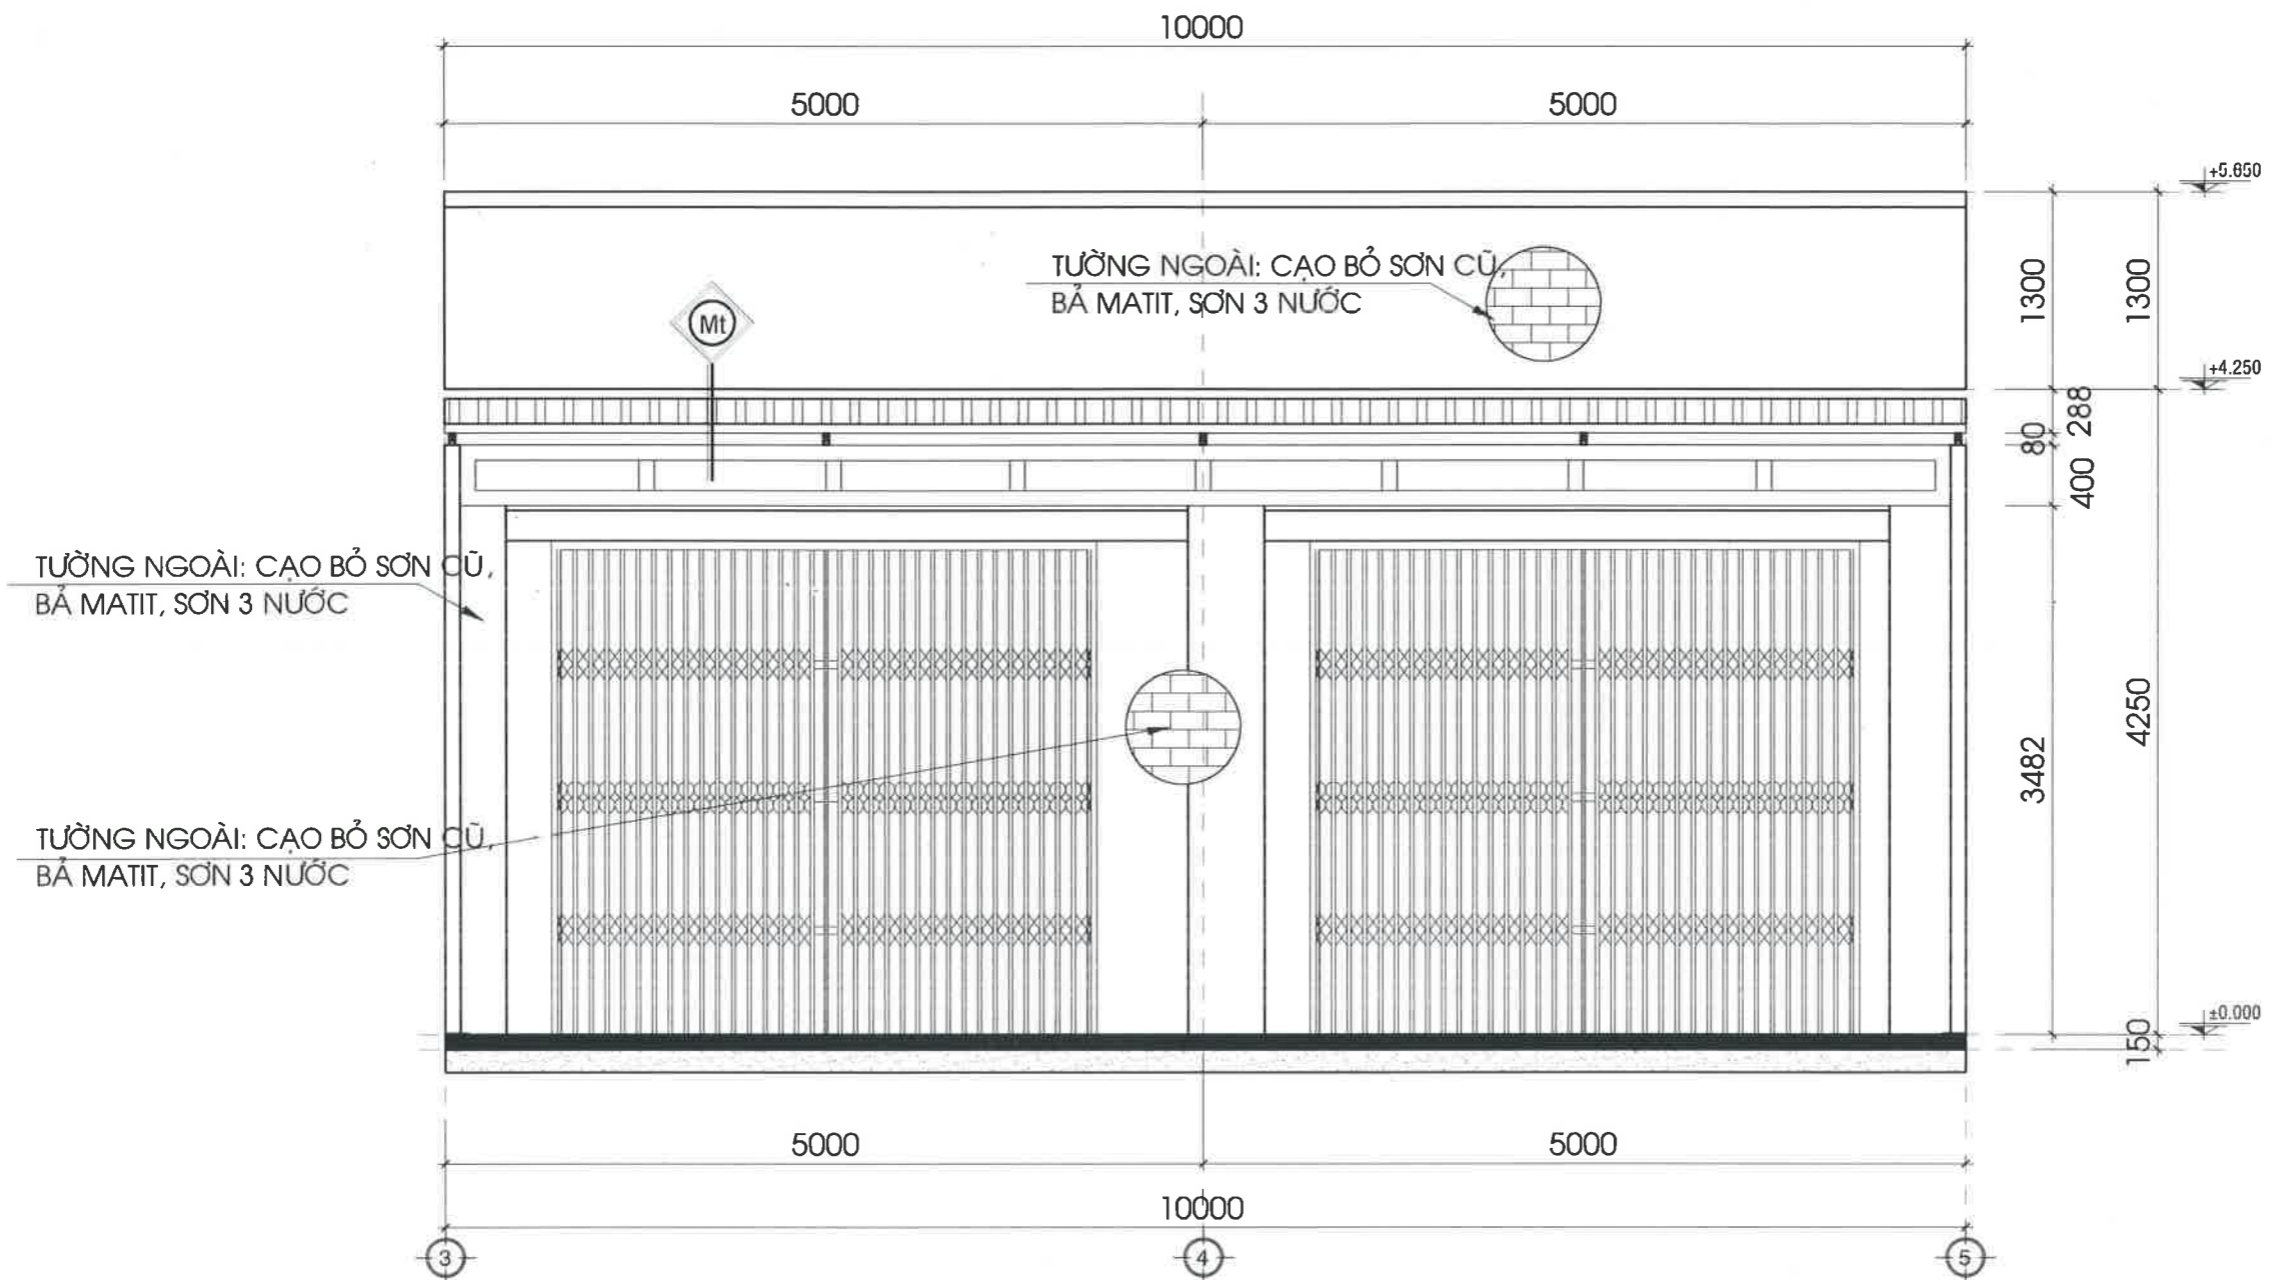 10000
5000
5000
+5.650
TƯỜNG NGOÀI: CẠO BỎ SƠN CŨ,
BẢ MATIT, SƠN 3 NƯỚC
Mt
1300
1300
+4.250
288
80
400
TƯỜNG NGOÀI: CẠO BỎ SƠN CŨ,
BẢ MATIT, SƠN 3 NƯỚC
4250
3482
TƯỜNG NGOÀI: CẠO BỎ SƠN CŨ,
BẢ MATIT, SƠN 3 NƯỚC
±0.000
150
5000
5000
10000
3
4
5